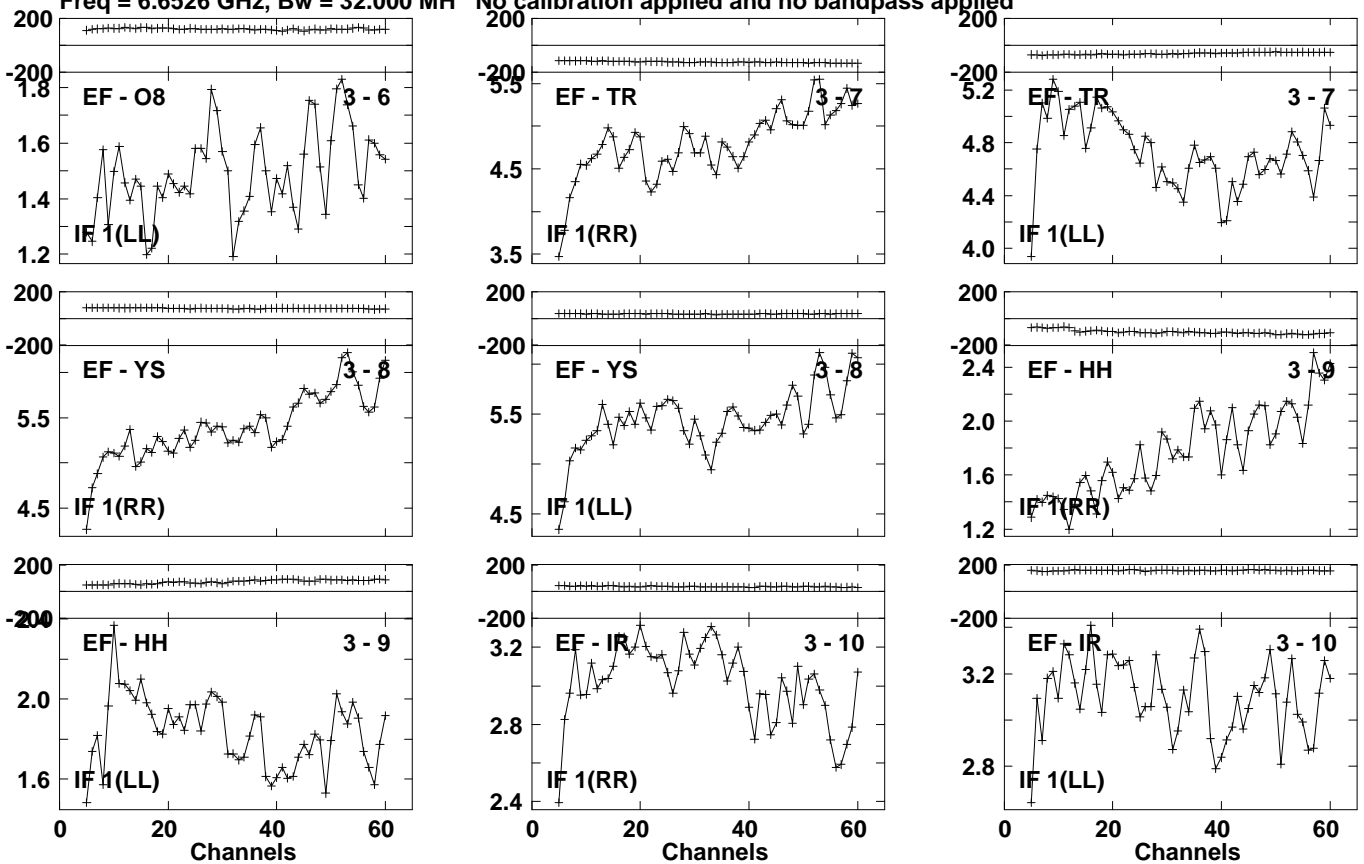 Freq = 6.6526 GHz, Bw = 32.000 MH No calibration applied and no bandpass applied
200 200 200
-200 -200 -200
1.8 5.5 5.2
EF - O8 3 - 6 EF - TR 3 - 7 EF - TR 3 - 7
1.6 4.5 4.8
1.4 4.4
IF 1(LL) IF 1(RR) IF 1(LL)
1.2 3.5 4.0
200 200 200
-200 -200 -200
EF - YS 3 - 8 EF - YS 3 - 8 EF - HH 3 - 9
2.4
5.5 5.5 2.0
1.6
4.5 IF 1(RR) 4.5 IF 1(LL) IF 1(RR)
1.2
200 200 200
-200 -200 -200
2.4
EF - HH 3 - 9 EF - IR 3 - 10 EF - IR 3 - 10
3.2 3.2
2.0 2.8
1.6 IF 1(LL) IF 1(RR) 2.8 IF 1(LL)
2.4
0 20 40 60 0 20 40 60 0 20 40 60
Channels Channels Channels